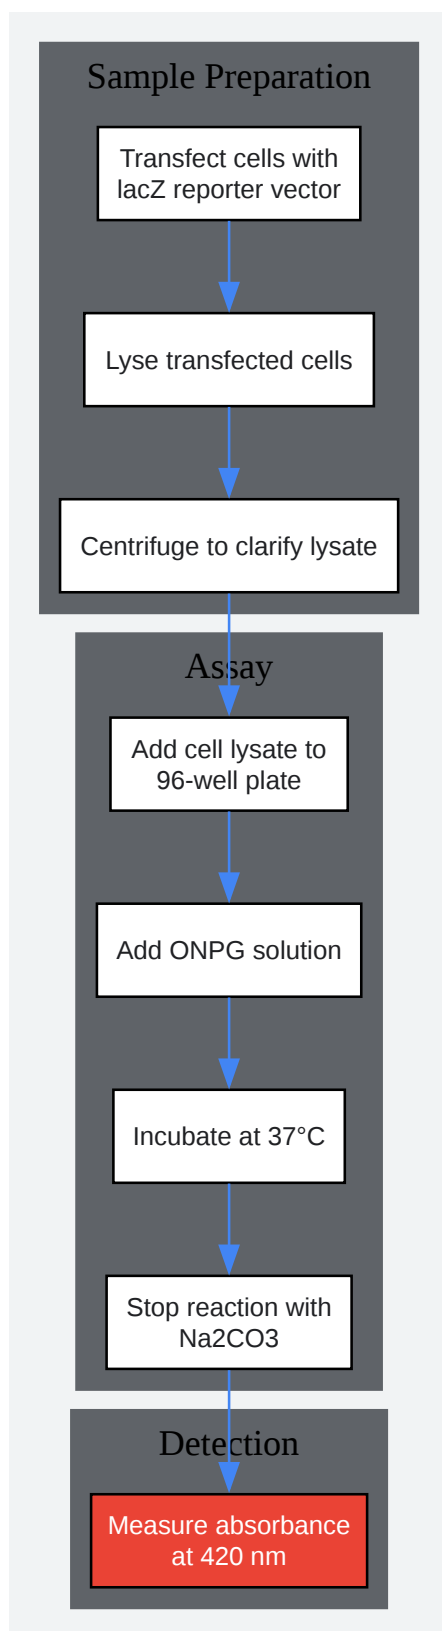 Sample Preparation
Transfect cells with
lacZ reporter vector
Lyse transfected cells
Centrifuge to clarify lysate
Assay
Add cell lysate to
96-well plate
Add ONPG solution
Incubate at 37°C
Stop reaction with
Na2CO3
Detection
Measure absorbance
at 420 nm